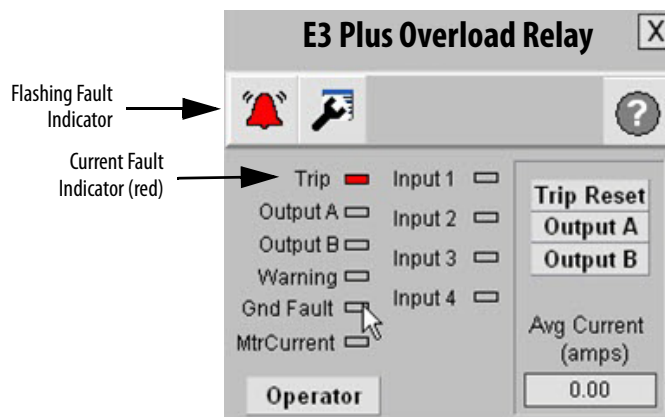 E3 Plus Overload Relay
X
Flashing Fault
Indicator
?
Current Fault
Indicator (red)
Trip
Input 1
Output A
Input 2
Output B
Input 3
Warning
Input 4
Gnd Fault
MtrCurrent
Operator
Trip Reset
Output A
Output B
Avg Current
(amps)
0.00